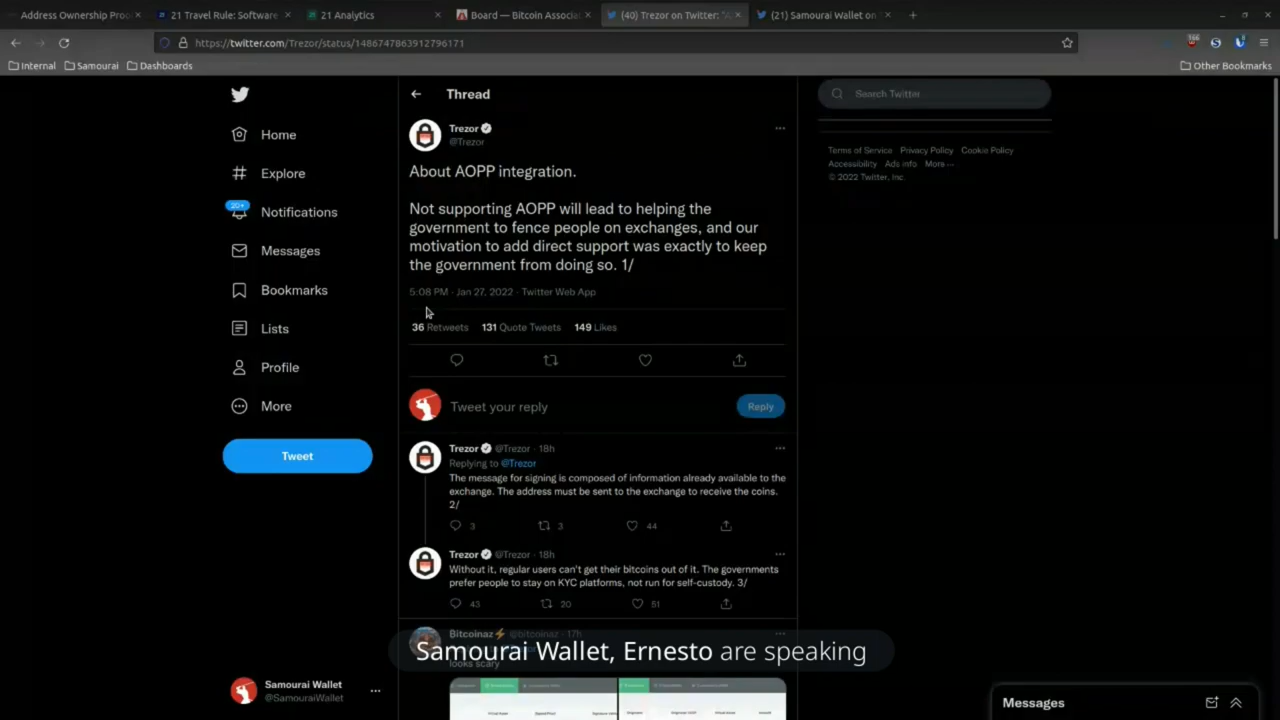 Address Ownership Proo
21 Travel Rule: Software
21 Analytics
Board — Bitcoin Associa
(40) Trezor on Twitter: "A
(21) Samourai Wallet on
https://twitter.com/Trezor/status/1486747863912796171
Internal
Samourai
Dashboards
Other Bookmarks
Home
Explore
20+
Notifications
Messages
Bookmarks
Lists
Profile
More
Tweet
Samourai Wallet
@SamouraiWallet
Thread
Trezor
@Trezor
About AOPP integration.
Not supporting AOPP will lead to helping the
government to fence people on exchanges, and our
motivation to add direct support was exactly to keep
the government from doing so. 1/
5:08 PM · Jan 27, 2022 · Twitter Web App
36 Retweets 131 Quote Tweets 149 Likes
Tweet your reply
Reply
Trezor @Trezor · 18h
Replying to @Trezor
The message for signing is composed of information already available to the
exchange. The address must be sent to the exchange to receive the coins.
2/
3 3 44
Trezor @Trezor · 18h
Without it, regular users can't get their bitcoins out of it. The governments
prefer people to stay on KYC platforms, not run for self-custody. 3/
43 20 51
Bitcoinaz⚡ @bitcoinaz · 17h
looks scary
Samourai Wallet, Ernesto are speaking
Search Twitter
Terms of Service Privacy Policy Cookie Policy
Accessibility Ads info More ···
© 2022 Twitter, Inc.
Messages